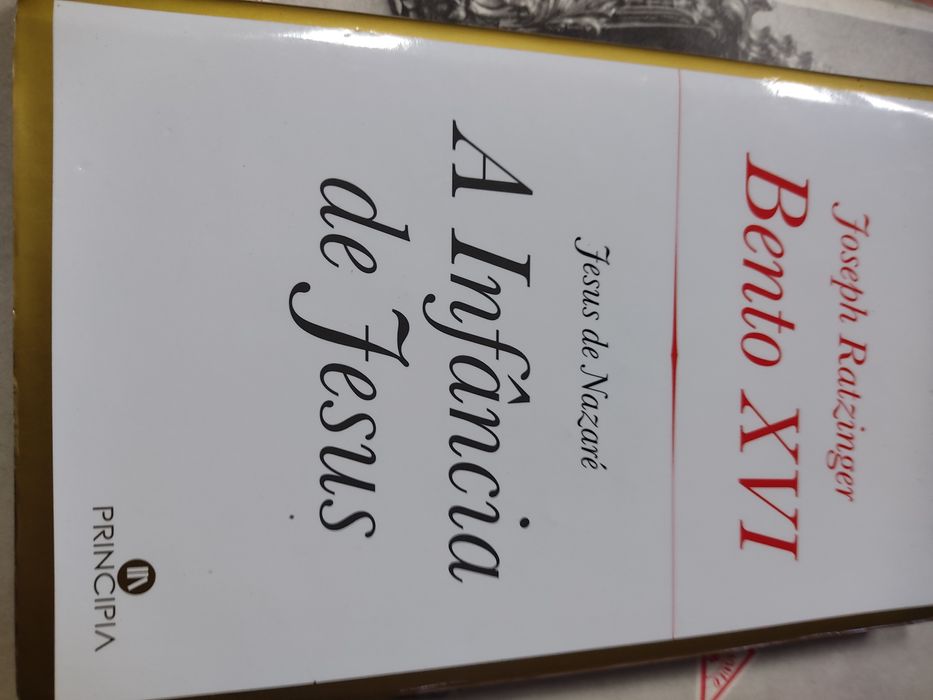 Joseph Ratzinger
Bento XVI
Jesus de Nazaré
A Infância
de Jesus
PRINCIPIA